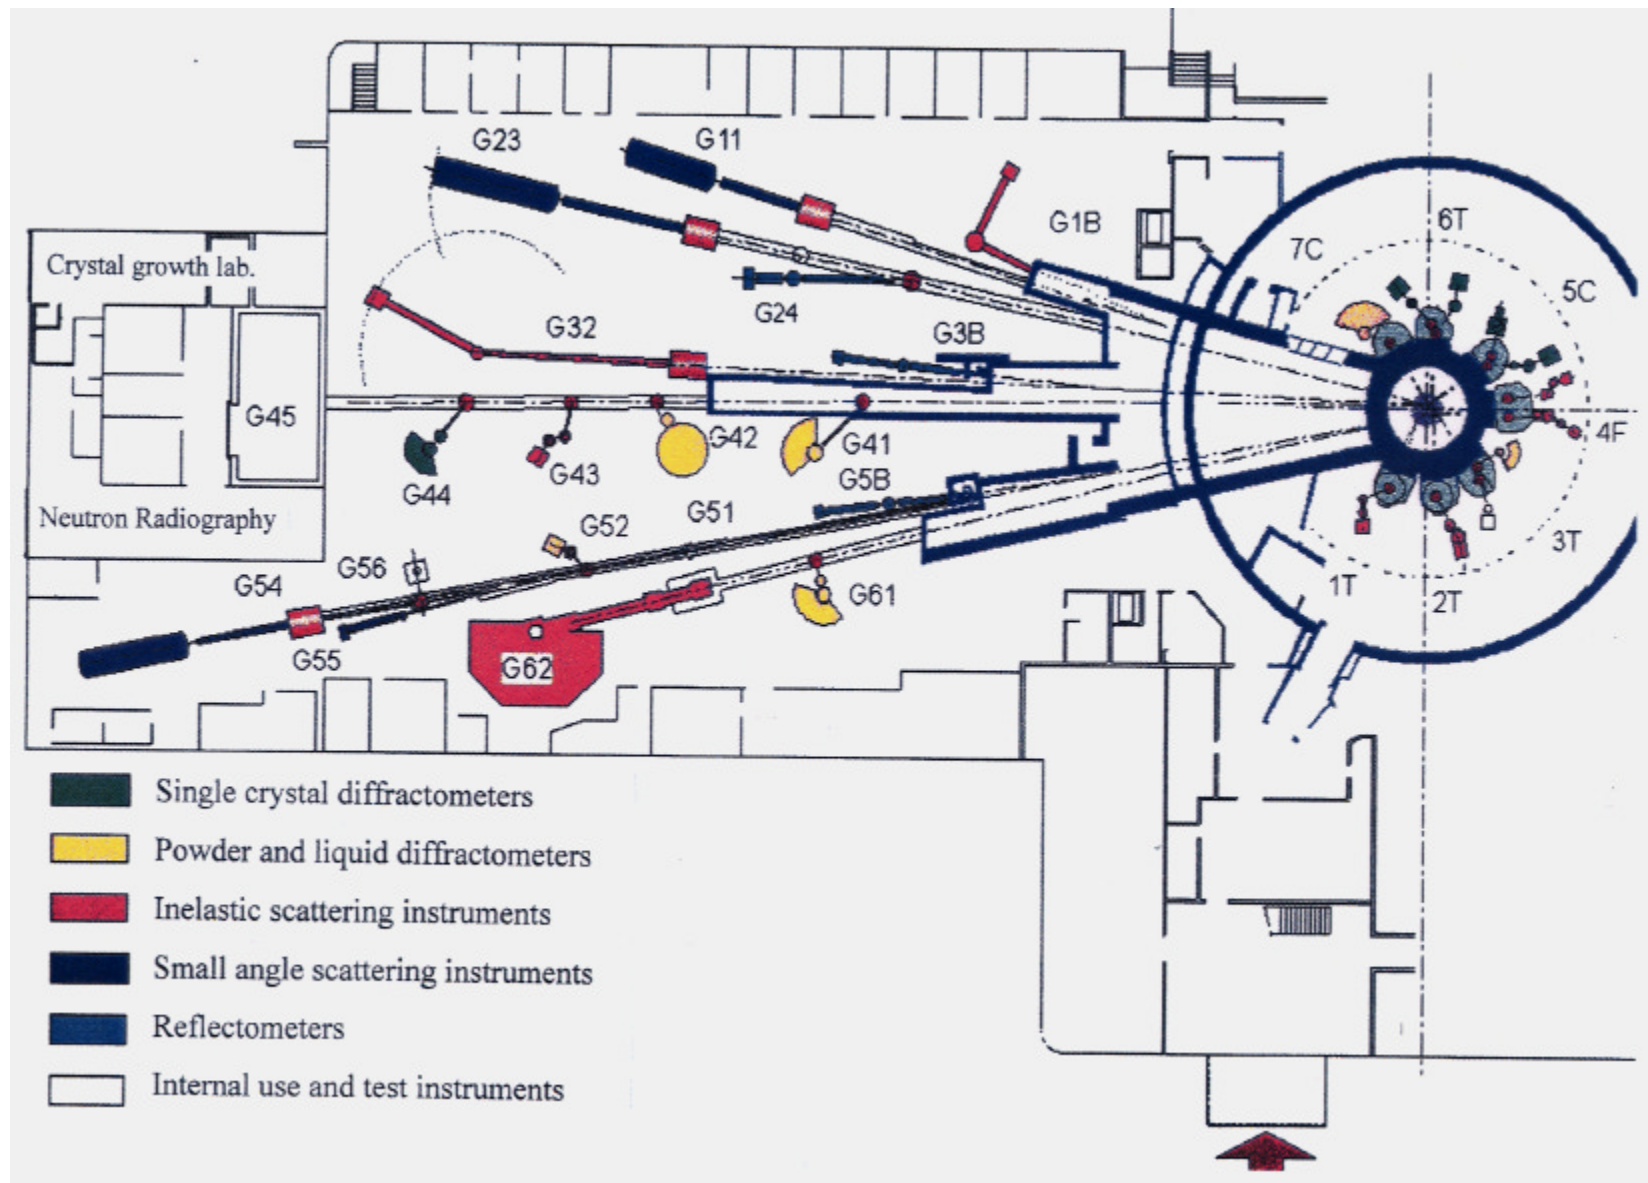 G23
G11
G1B
6T
7C
5C
Crystal growth lab.
G24
G32
G3B
G45
G42
G41
4F
G44
G43
G5B
Neutron Radiography
G51
G52
3T
G56
G54
1T
2T
G61
G55
G62
Single crystal diffractometers
Powder and liquid diffractometers
Inelastic scattering instruments
Small angle scattering instruments
Reflectometers
Internal use and test instruments